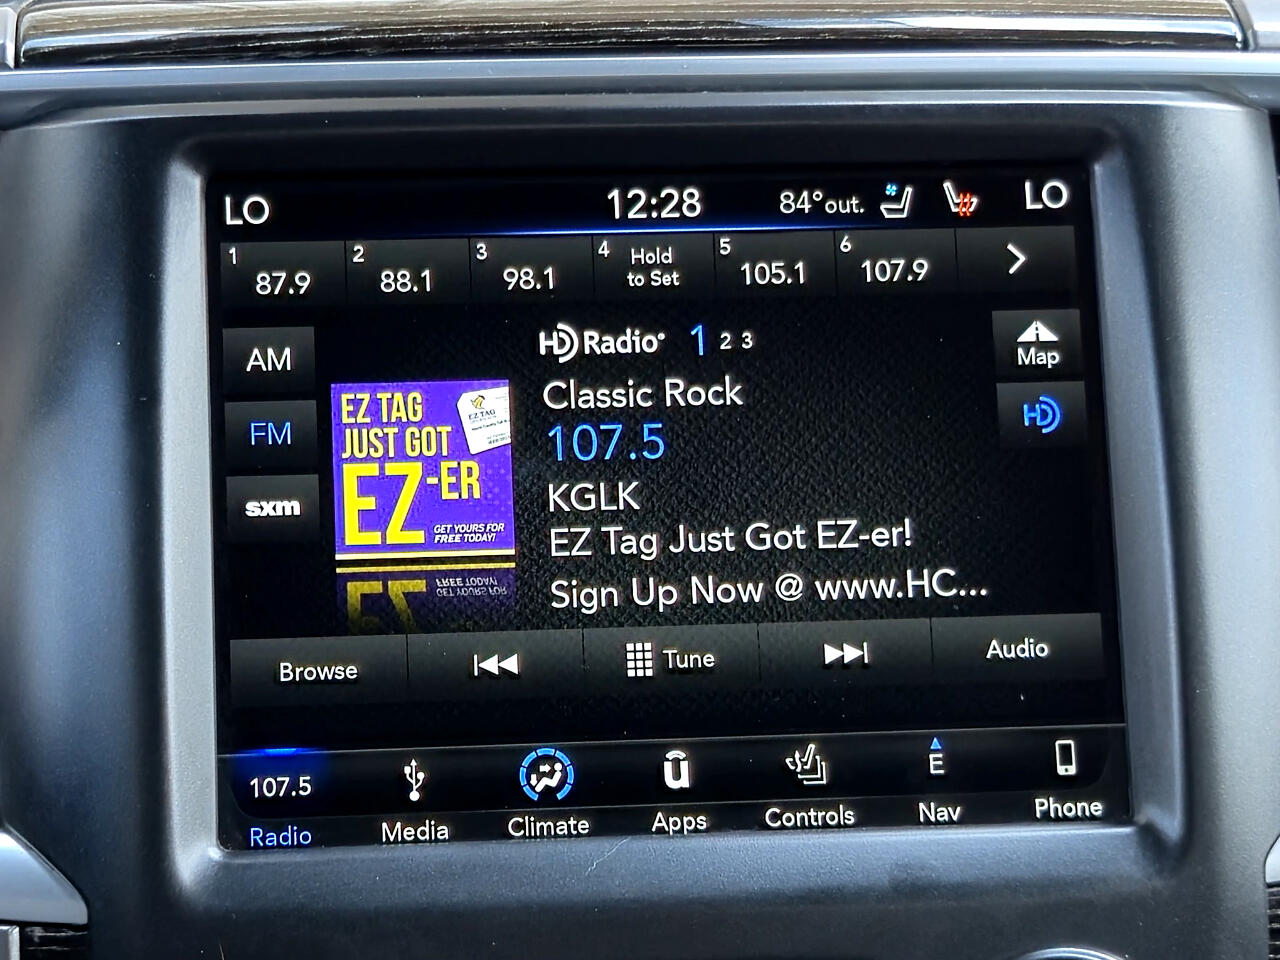 LO 12:28 84°out. LO
1 87.9 2 88.1 3 98.1 4 Hold to Set 5 105.1 6 107.9
AM
FM
sxm
HD Radio 1 2 3
Classic Rock
107.5
KGLK
EZ Tag Just Got EZ-er!
Sign Up Now @ www.HC...
EZ TAG
JUST GOT
EZ-ER
GET YOURS FOR
FREE TODAY!
EZ TAG
Map
HD
Browse Tune Audio
107.5 E
Radio Media Climate Apps Controls Nav Phone